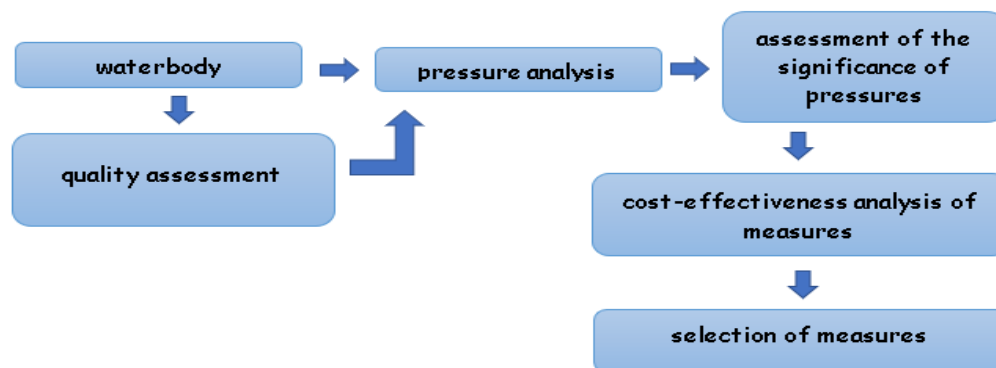 waterbody
pressure analysis
assessment of the
significance of
pressures
quality assessment
cost-effectiveness analysis of
measures
selection of measures